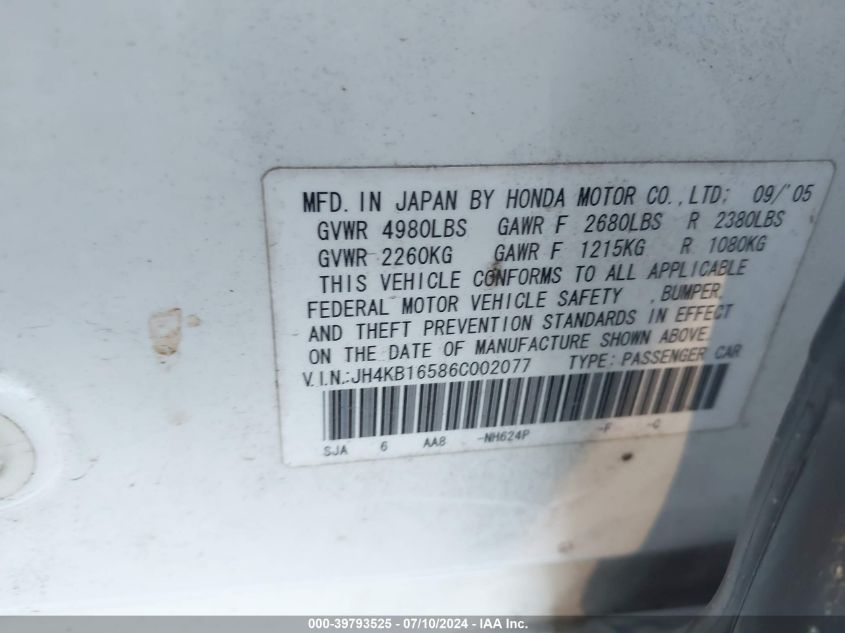 MFD. IN JAPAN BY HONDA MOTOR CO., LTD; 09/'05
GVWR 4980LBS GAWR F 2680LBS R 2380LBS
GVWR 2260KG GAWR F 1215KG R 1080KG
THIS VEHICLE CONFORMS TO ALL APPLICABLE
FEDERAL MOTOR VEHICLE SAFETY , BUMPER,
AND THEFT PREVENTION STANDARDS IN EFFECT
ON THE DATE OF MANUFACTURE SHOWN ABOVE.
V.I.N.:JH4KB16586C002077 TYPE: PASSENGER CAR
SJA 6 AA8 -NH624P -F -C
000-39793525 - 07/10/2024 - IAA Inc.